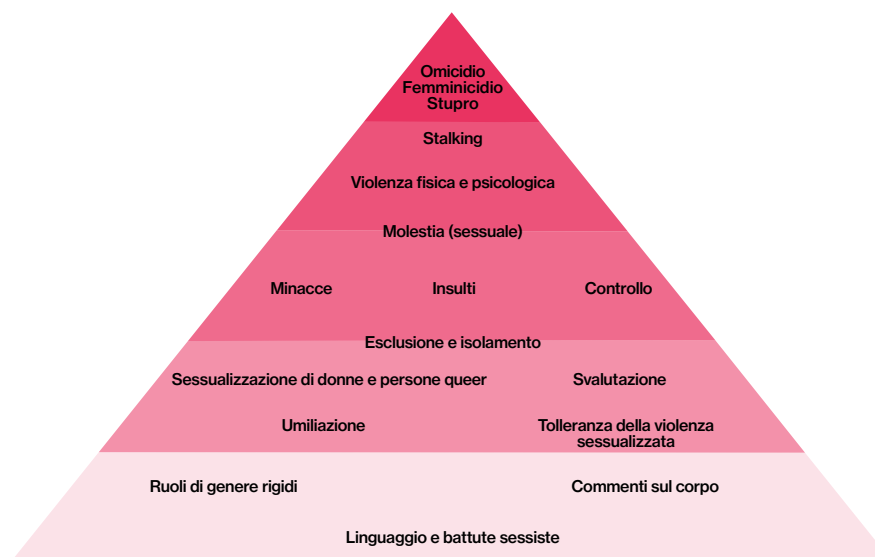 Omicidio
Femminicidio
Stupro
Stalking
Violenza fisica e psicologica
Molestia (sessuale)
Minacce
Insulti
Controllo
Esclusione e isolamento
Sessualizzazione di donne e persone queer
Svalutazione
Umiliazione
Tolleranza della violenza
sessualizzata
Ruoli di genere rigidi
Commenti sul corpo
Linguaggio e battute sessiste